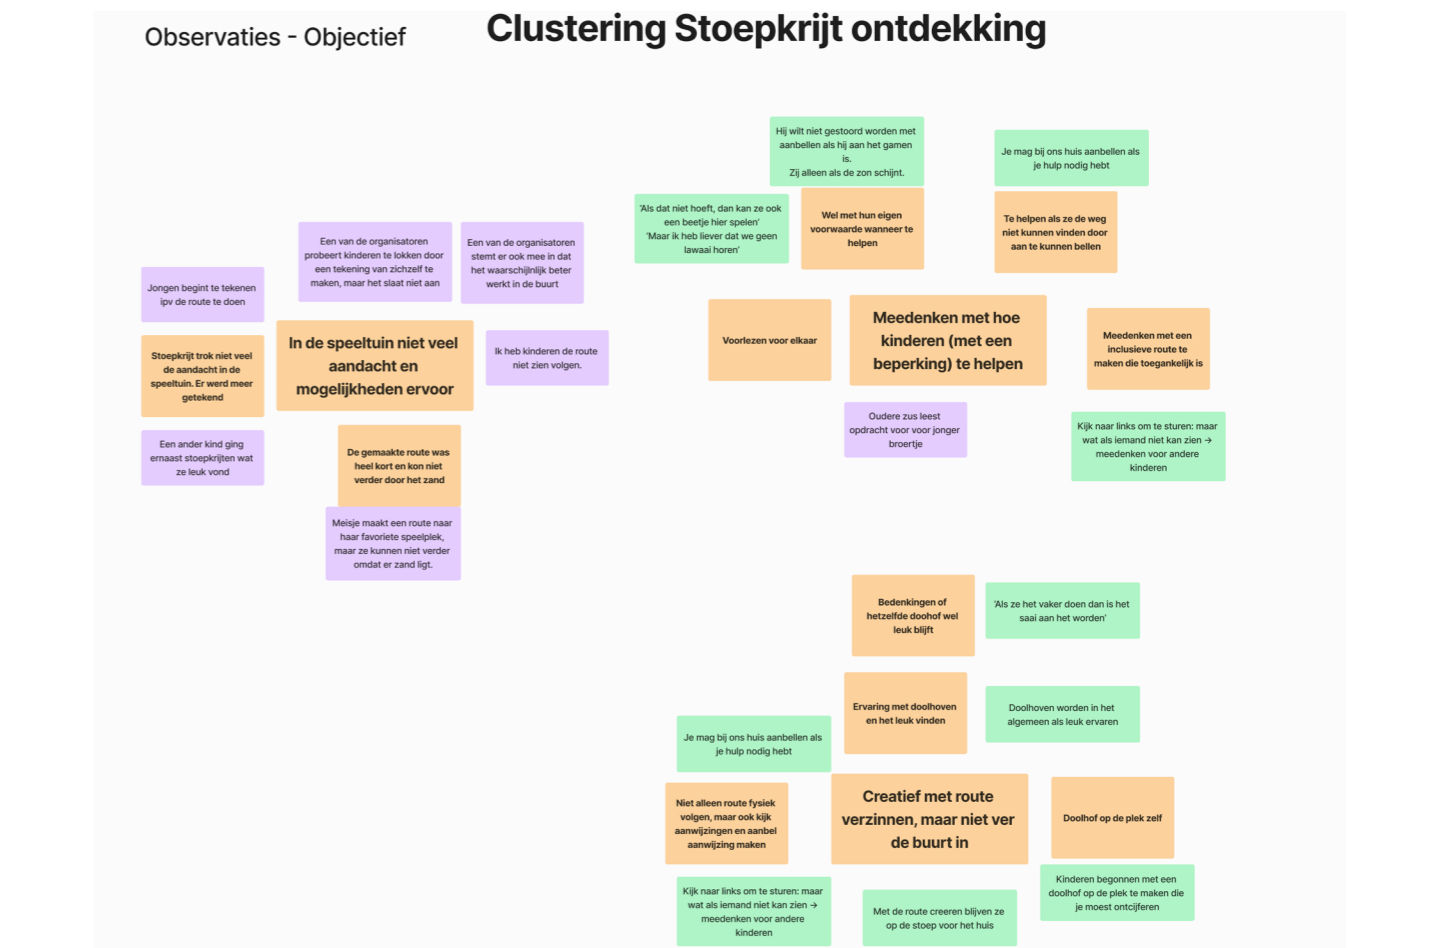 Observaties - Objectief
Clustering Stoepkrijt ontdekking
Een van de organisatoren
probeert kinderen te lokken door
een tekening van zichzelf te
maken, maar het slaat niet aan
Een van de organisatoren
stemt er ook mee in dat
het waarschijlnlijk beter
werkt in de buurt
Jongen begint te tekenen
ipv de route te doen
In de speeltuin niet veel
aandacht en
mogelijkheden ervoor
Stoepkrijt trok niet veel
de aandacht in de
speeltuin. Er werd meer
getekend
Ik heb kinderen de route
niet zien volgen.
Een ander kind ging
ernaast stoepkrijten wat
ze leuk vond
De gemaakte route was
heel kort en kon niet
verder door het zand
Meisje maakt een route naar
haar favoriete speelplek,
maar ze kunnen niet verder
omdat er zand ligt.
Hij wilt niet gestoord worden met
aanbellen als hij aan het gamen
is.
Zij alleen als de zon schijnt.
Je mag bij ons huis aanbellen als
je hulp nodig hebt
'Als dat niet hoeft, dan kan ze ook
een beetje hier spelen'
'Maar ik heb liever dat we geen
lawaai horen'
Wel met hun eigen
voorwaarde wanneer te
helpen
Te helpen als ze de weg
niet kunnen vinden door
aan te kunnen bellen
Voorlezen voor elkaar
Meedenken met hoe
kinderen (met een
beperking) te helpen
Meedenken met een
inclusieve route te
maken die toegankelijk is
Oudere zus leest
opdracht voor voor jonger
broertje
Kijk naar links om te sturen: maar
wat als iemand niet kan zien →
meedenken voor andere
kinderen
Bedenkingen of
hetzelfde doohof wel
leuk blijft
'Als ze het vaker doen dan is het
saai aan het worden'
Ervaring met doolhoven
en het leuk vinden
Doolhoven worden in het
algemeen als leuk ervaren
Je mag bij ons huis aanbellen als
je hulp nodig hebt
Niet alleen route fysiek
volgen, maar ook kijk
aanwijzingen en aanbel
aanwijzing maken
Creatief met route
verzinnen, maar niet ver
de buurt in
Doolhof op de plek zelf
Kinderen begonnen met een
doolhof op de plek te maken die
je moest ontcijferen
Kijk naar links om te sturen: maar
wat als iemand niet kan zien →
meedenken voor andere
kinderen
Met de route creeren blijven ze
op de stoep voor het huis